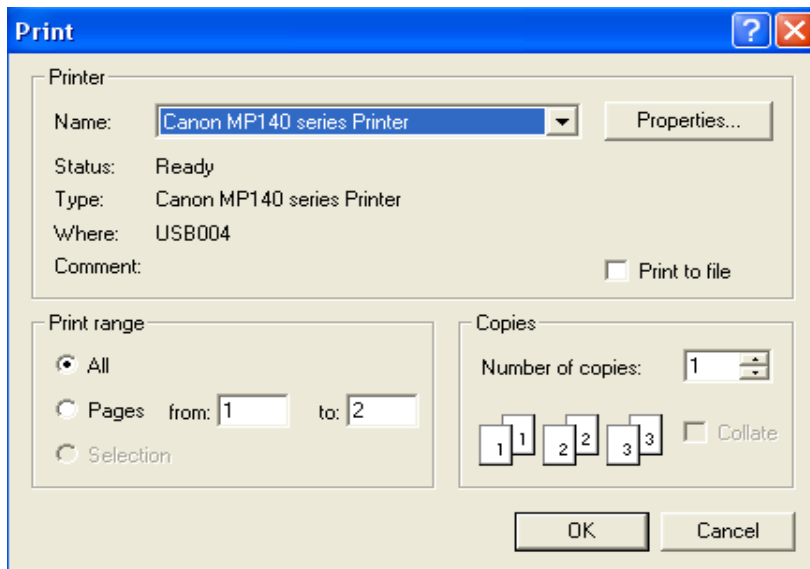 Print
Printer
Name: Canon MP140 series Printer Properties...
Status: Ready
Type: Canon MP140 series Printer
Where: USB004
Comment: Print to file
Print range Copies
All Number of copies: 1
Pages from: 1 to: 2
1 1 2 2 3 3 Collate
Selection
OK Cancel